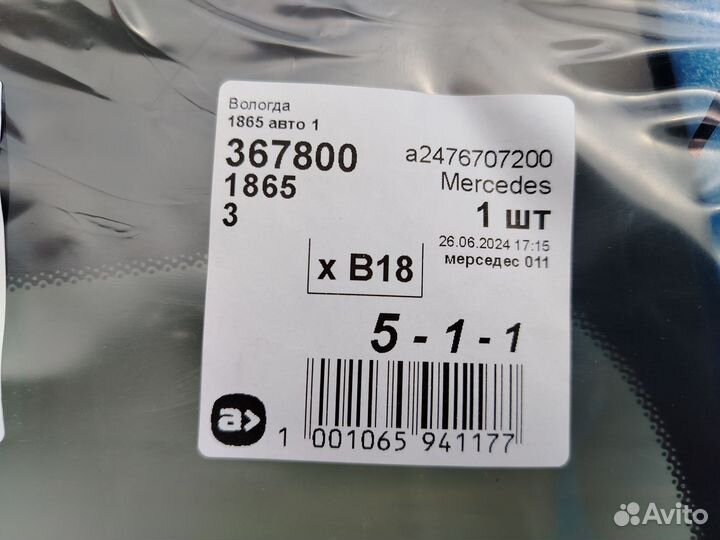 Вологда
1865 авто 1
367800
a2476707200
1865
Mercedes
3
1 шт
26.06.2024 17:15
мерседес 011
x B18
5 - 1 - 1
a>
1 001065 941177
Avito